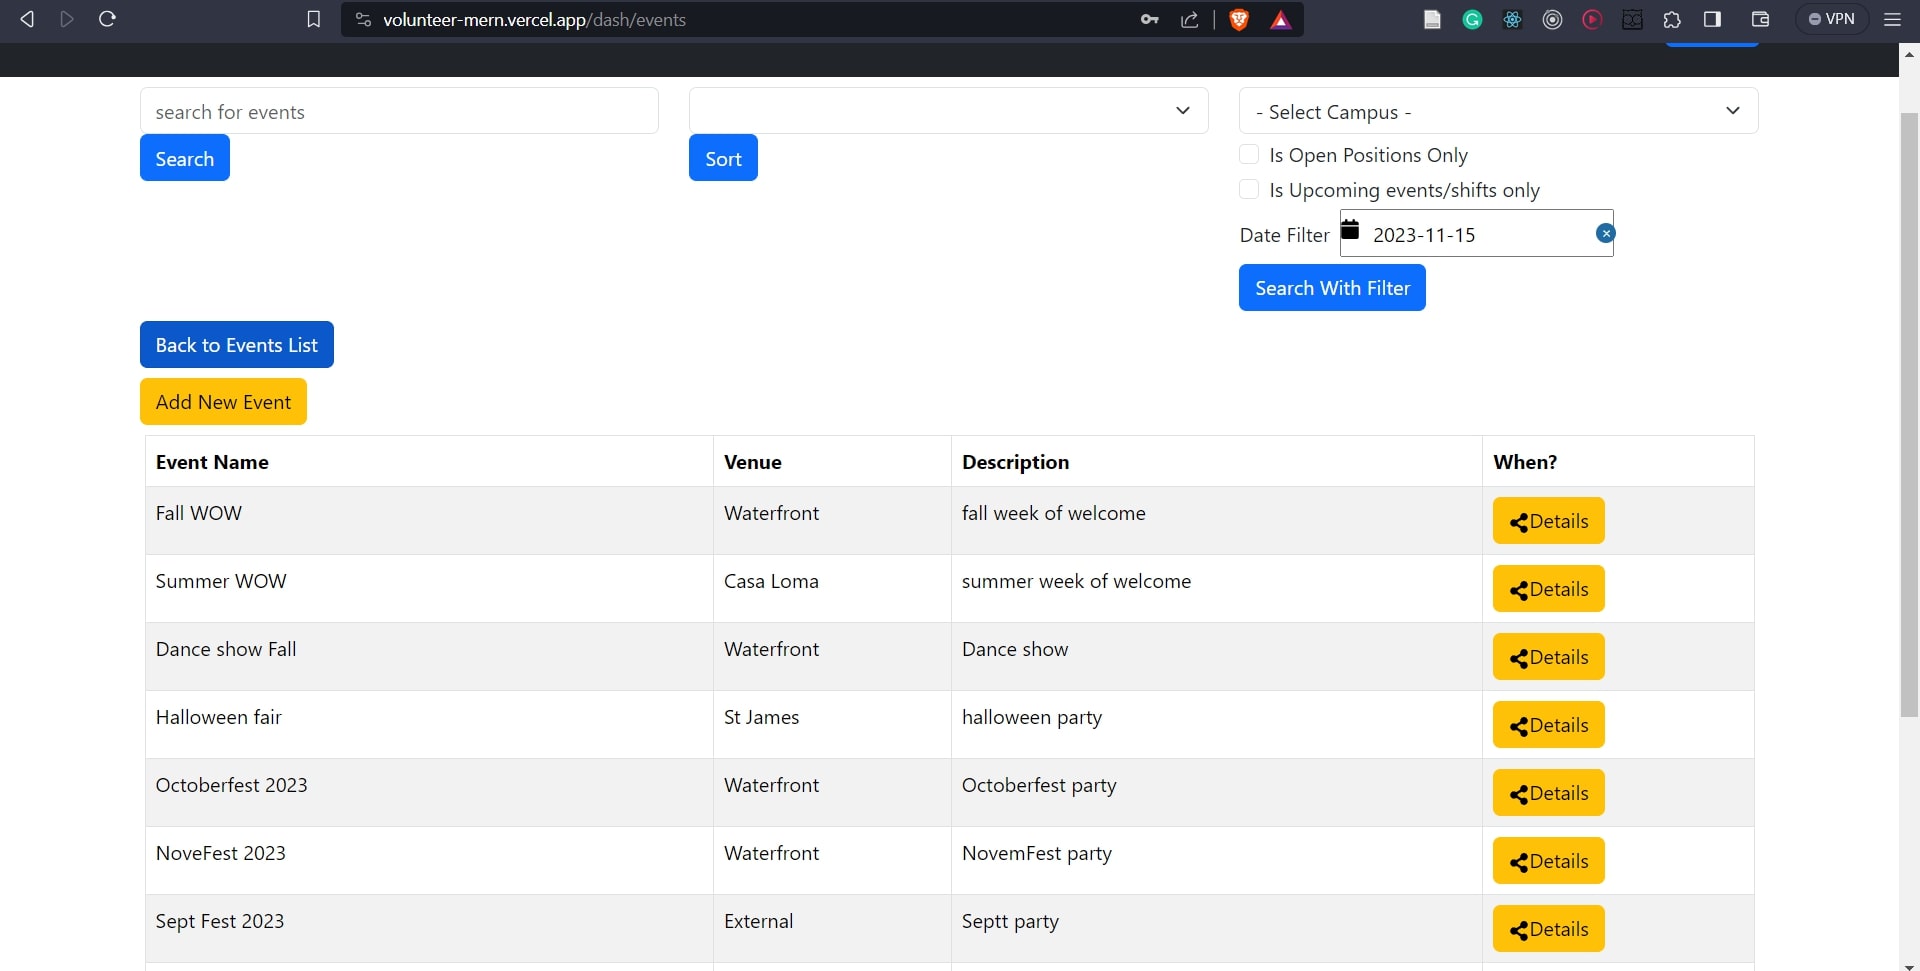 volunteer-mern.vercel.app/dash/events
VPN
search for events
- Select Campus -
Search
Sort
Is Open Positions Only
Is Upcoming events/shifts only
Date Filter 2023-11-15
Search With Filter
Back to Events List
Add New Event
Event Name Venue Description When?
Fall WOW Waterfront fall week of welcome Details
Summer WOW Casa Loma summer week of welcome Details
Dance show Fall Waterfront Dance show Details
Halloween fair St James halloween party Details
Octoberfest 2023 Waterfront Octoberfest party Details
NoveFest 2023 Waterfront NovemFest party Details
Sept Fest 2023 External Septt party Details